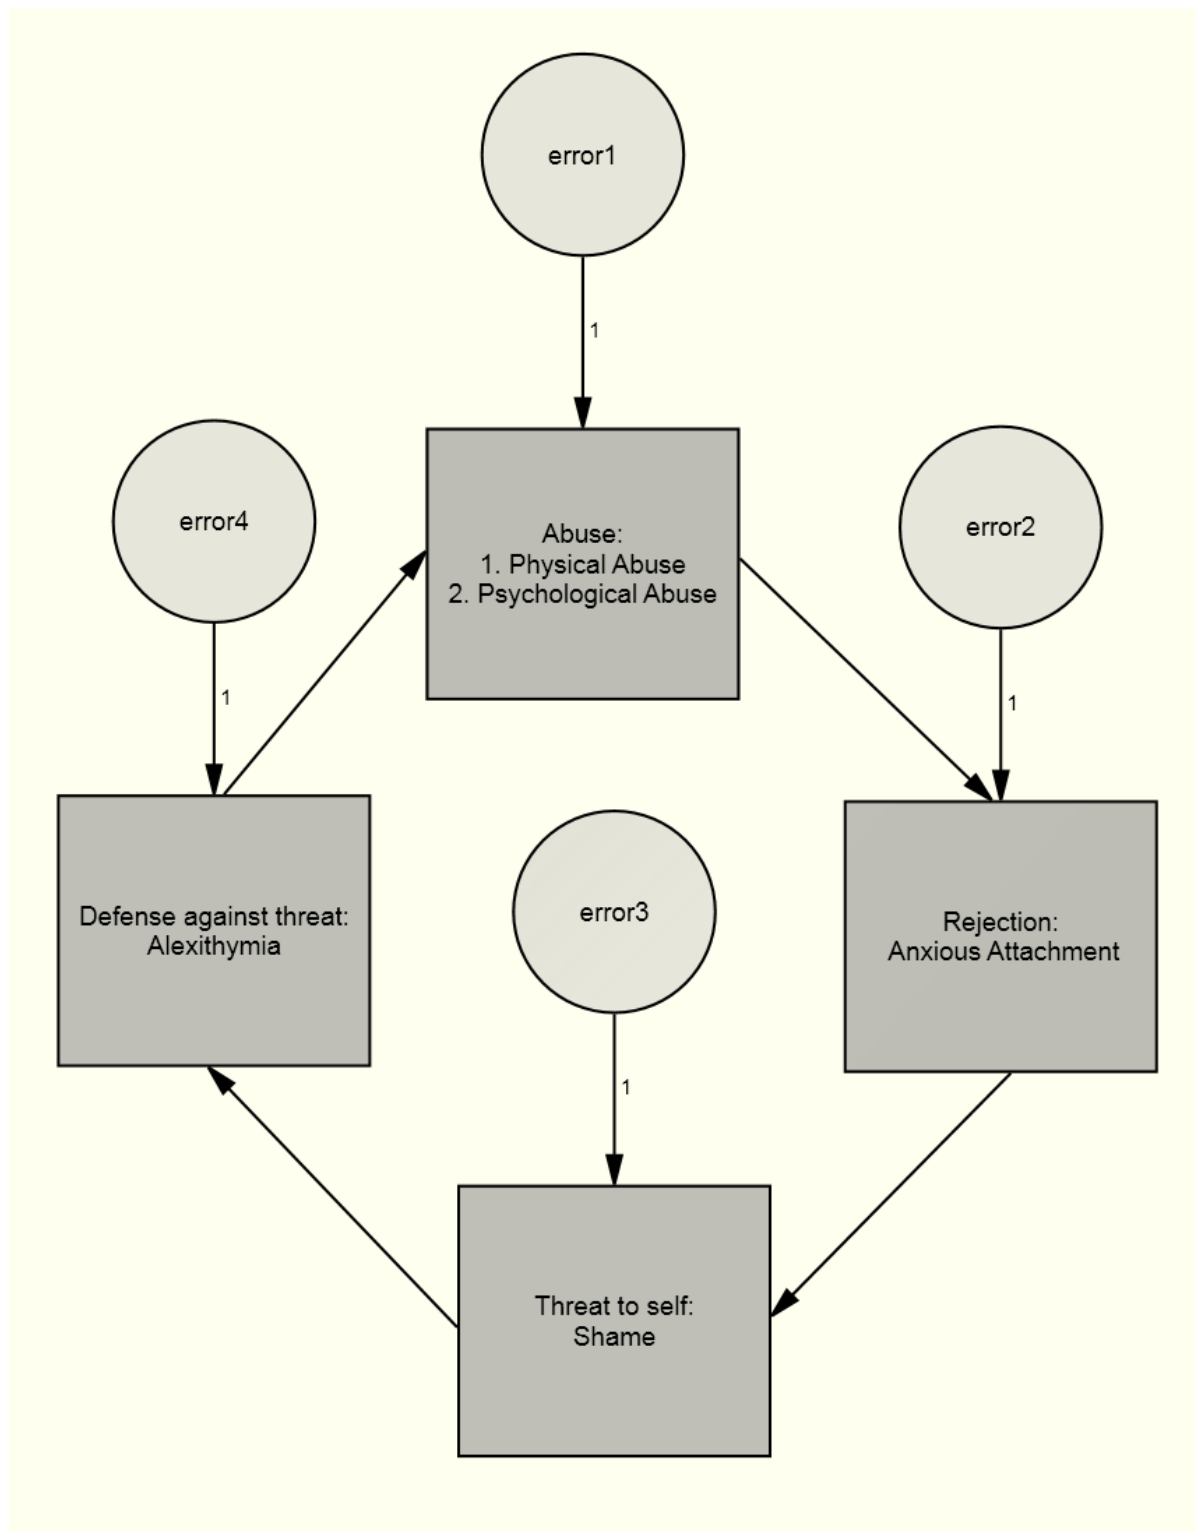 error1
1
Abuse:
1. Physical Abuse
2. Psychological Abuse
error4
1
error2
1
Defense against threat:
Alexithymia
error3
1
Rejection:
Anxious Attachment
Threat to self:
Shame